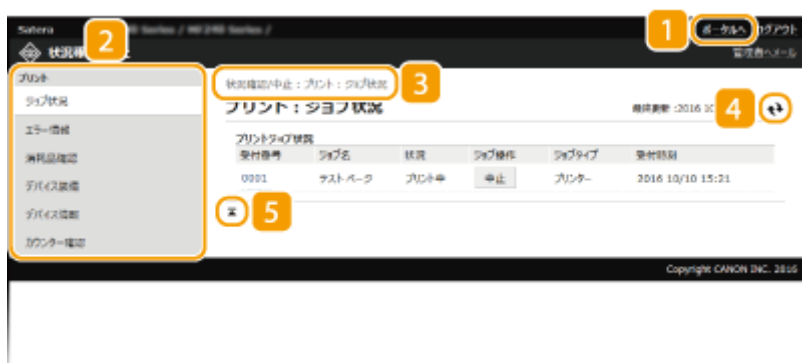 Satera
1
ポータルへ ログアウト
2
管理者へメール
プリント
ジョブ状況
エラー情報
消耗品確認
デバイス装備
デバイス情報
カウンター確認
状況確認/中止 : プリント : ジョブ状況
3
プリント : ジョブ状況
最終更新 :2016 10
4
プリントジョブ状況
受付番号 ジョブ名 状況 ジョブ操作 ジョブタイプ 受付時刻
0001 テストページ プリント中 中止 プリンター 2016 10/10 15:21
5
Copyright CANON INC. 2016